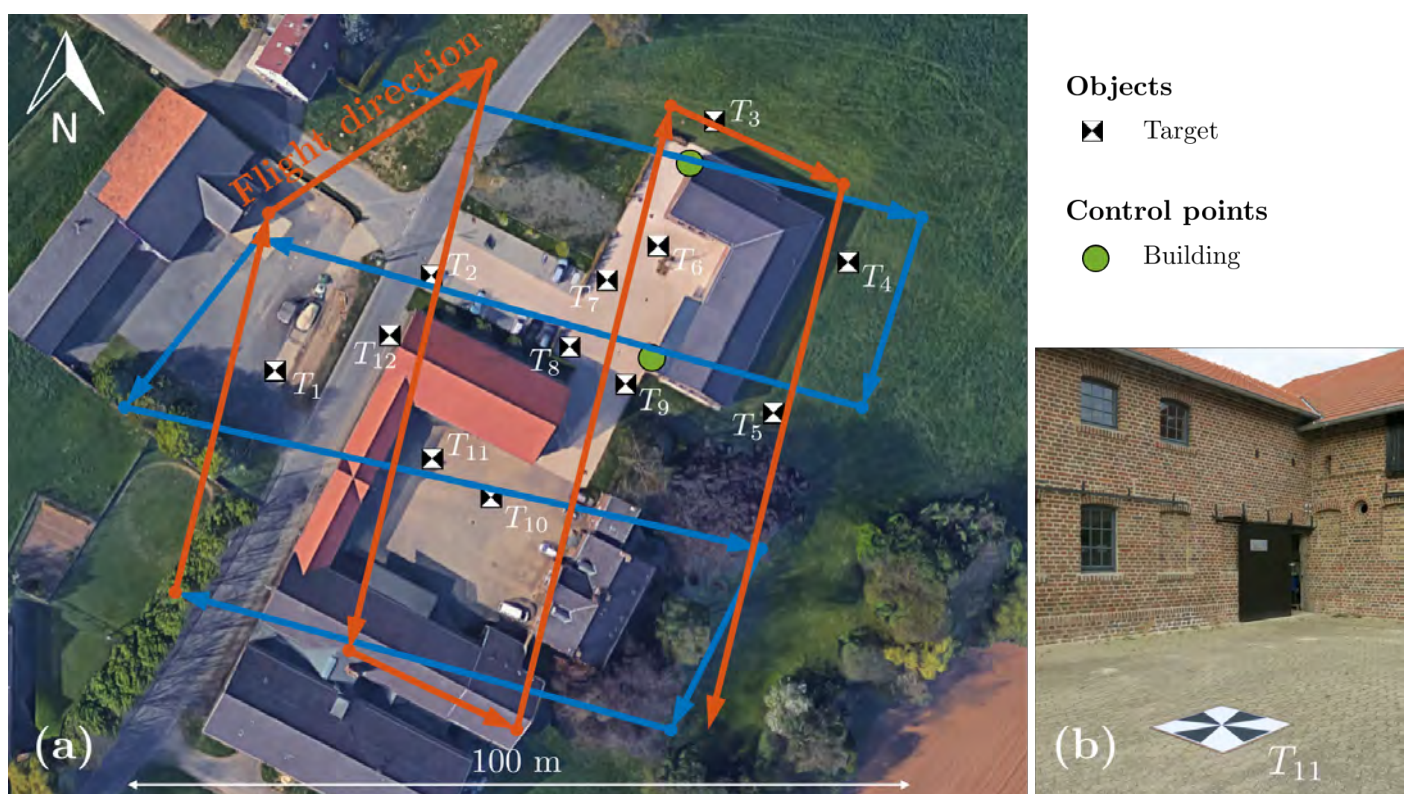 N
Flight direction
T3
T2
T6
T4
T7
T12
T8
T1
T9
T5
T11
T10
(a)
100 m
Objects
Target
Control points
Building
(b)
T11